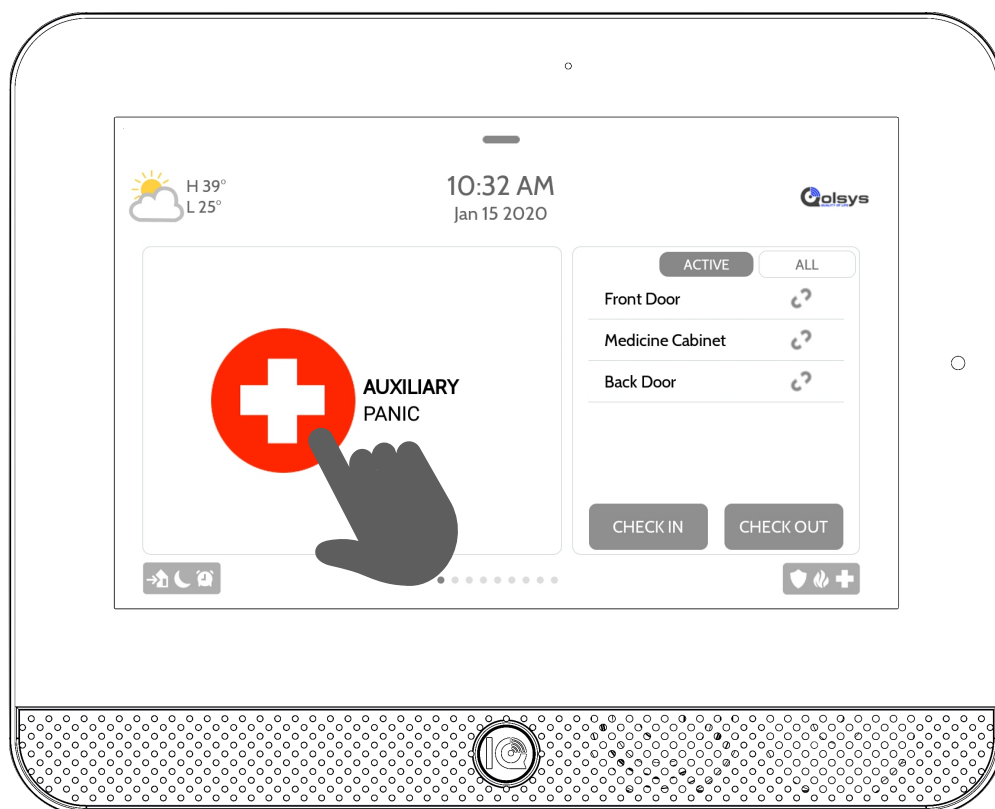 H 39°
L 25°
10:32 AM
Jan 15 2020
Qolsys
AUXILIARY
PANIC
ACTIVE
ALL
Front Door
Medicine Cabinet
Back Door
CHECK IN
CHECK OUT
IQ